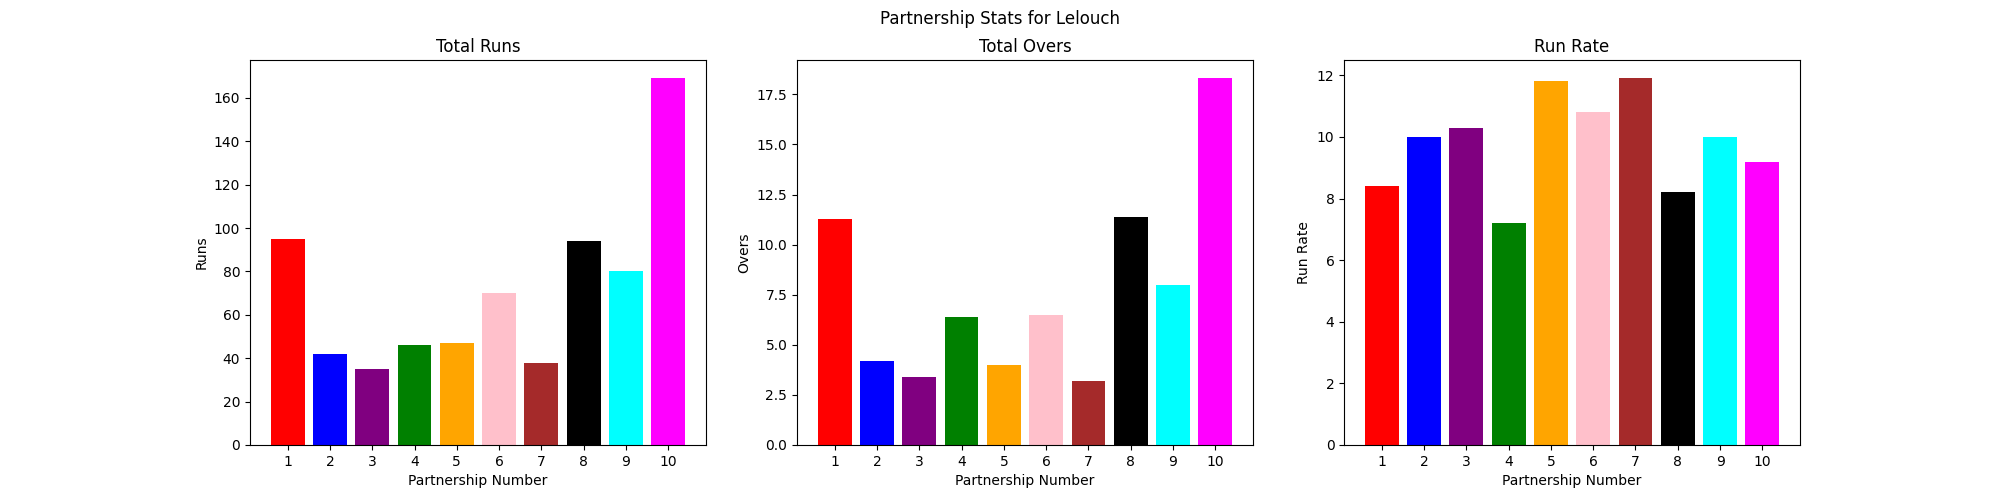 Partnership Stats for Lelouch
Total Runs
Runs
160
140
120
100
80
60
40
20
0
1 2 3 4 5 6 7 8 9 10
Partnership Number
Total Overs
Overs
17.5
15.0
12.5
10.0
7.5
5.0
2.5
0.0
1 2 3 4 5 6 7 8 9 10
Partnership Number
Run Rate
Run Rate
12
10
8
6
4
2
0
1 2 3 4 5 6 7 8 9 10
Partnership Number